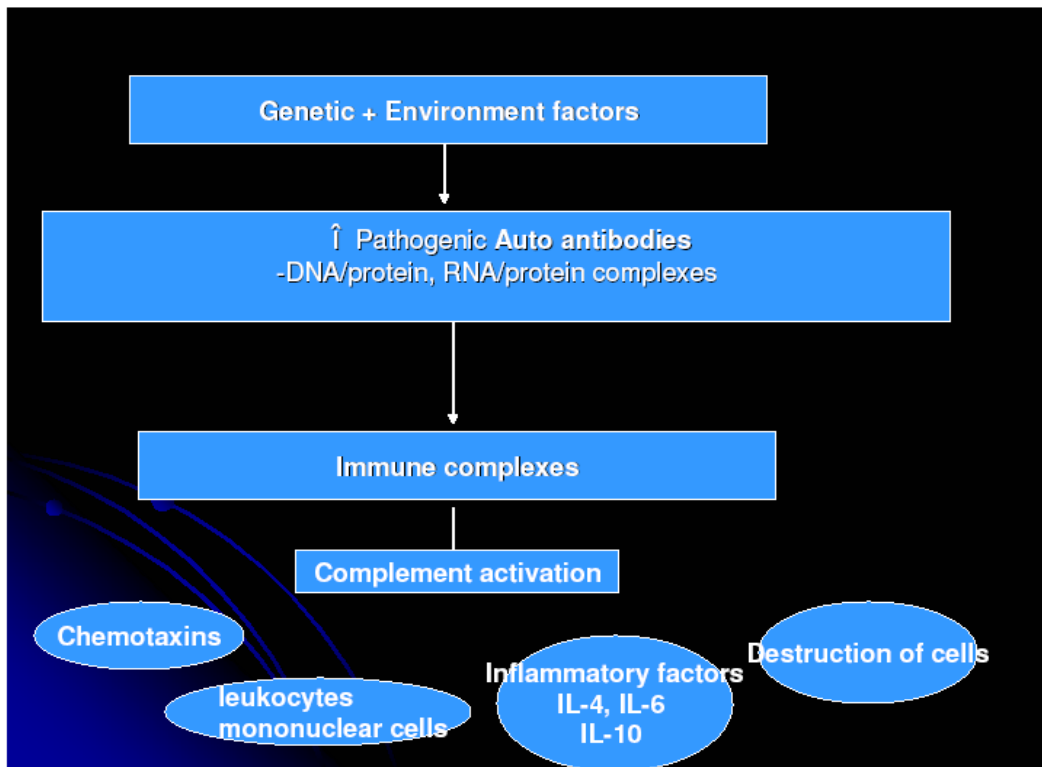 Genetic + Environment factors
Î Pathogenic Auto antibodies
-DNA/protein, RNA/protein complexes
Immune complexes
Complement activation
Chemotaxins
leukocytes
mononuclear cells
Inflammatory factors
IL-4, IL-6
IL-10
Destruction of cells